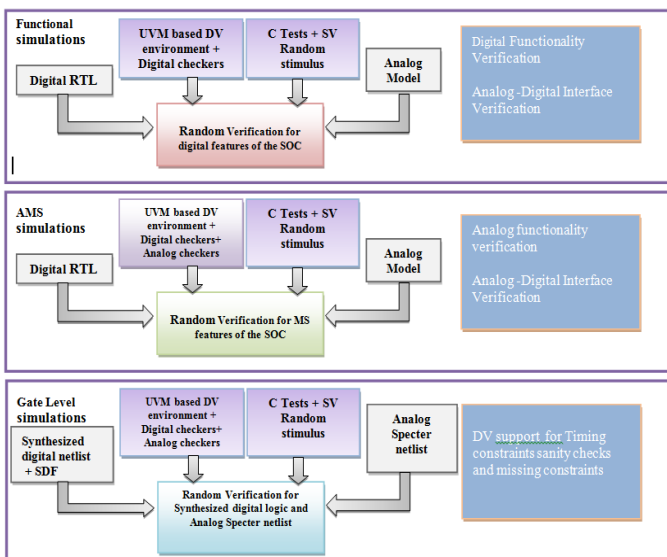 Functional
simulations
UVM based DV
environment +
Digital checkers
C Tests + SV
Random
stimulus
Digital RTL
Analog
Model
Random Verification for
digital features of the SOC
Digital Functionality
Verification
Analog -Digital Interface
Verification
AMS
simulations
UVM based DV
environment +
Digital checkers+
Analog checkers
C Tests + SV
Random
stimulus
Digital RTL
Analog
Model
Random Verification for MS
features of the SOC
Analog functionality
verification
Analog -Digital Interface
Verification
Gate Level
simulations
UVM based DV
environment +
Digital checkers+
Analog checkers
C Tests + SV
Random
stimulus
Synthesized
digital netlist
+ SDF
Analog
Specter
netlist
Random Verification for
Synthesized digital logic and
Analog Specter netlist
DV support for Timing
constraints sanity checks
and missing constraints